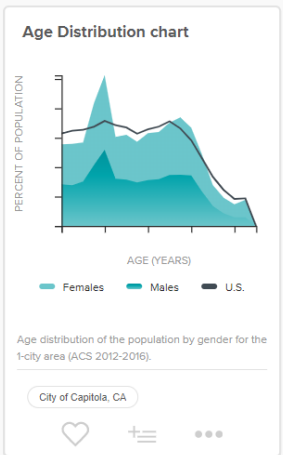 Age Distribution chart
PERCENT OF POPULATION
AGE (YEARS)
Females Males U.S.
Age distribution of the population by gender for the
1-city area (ACS 2012-2016).
City of Capitola, CA